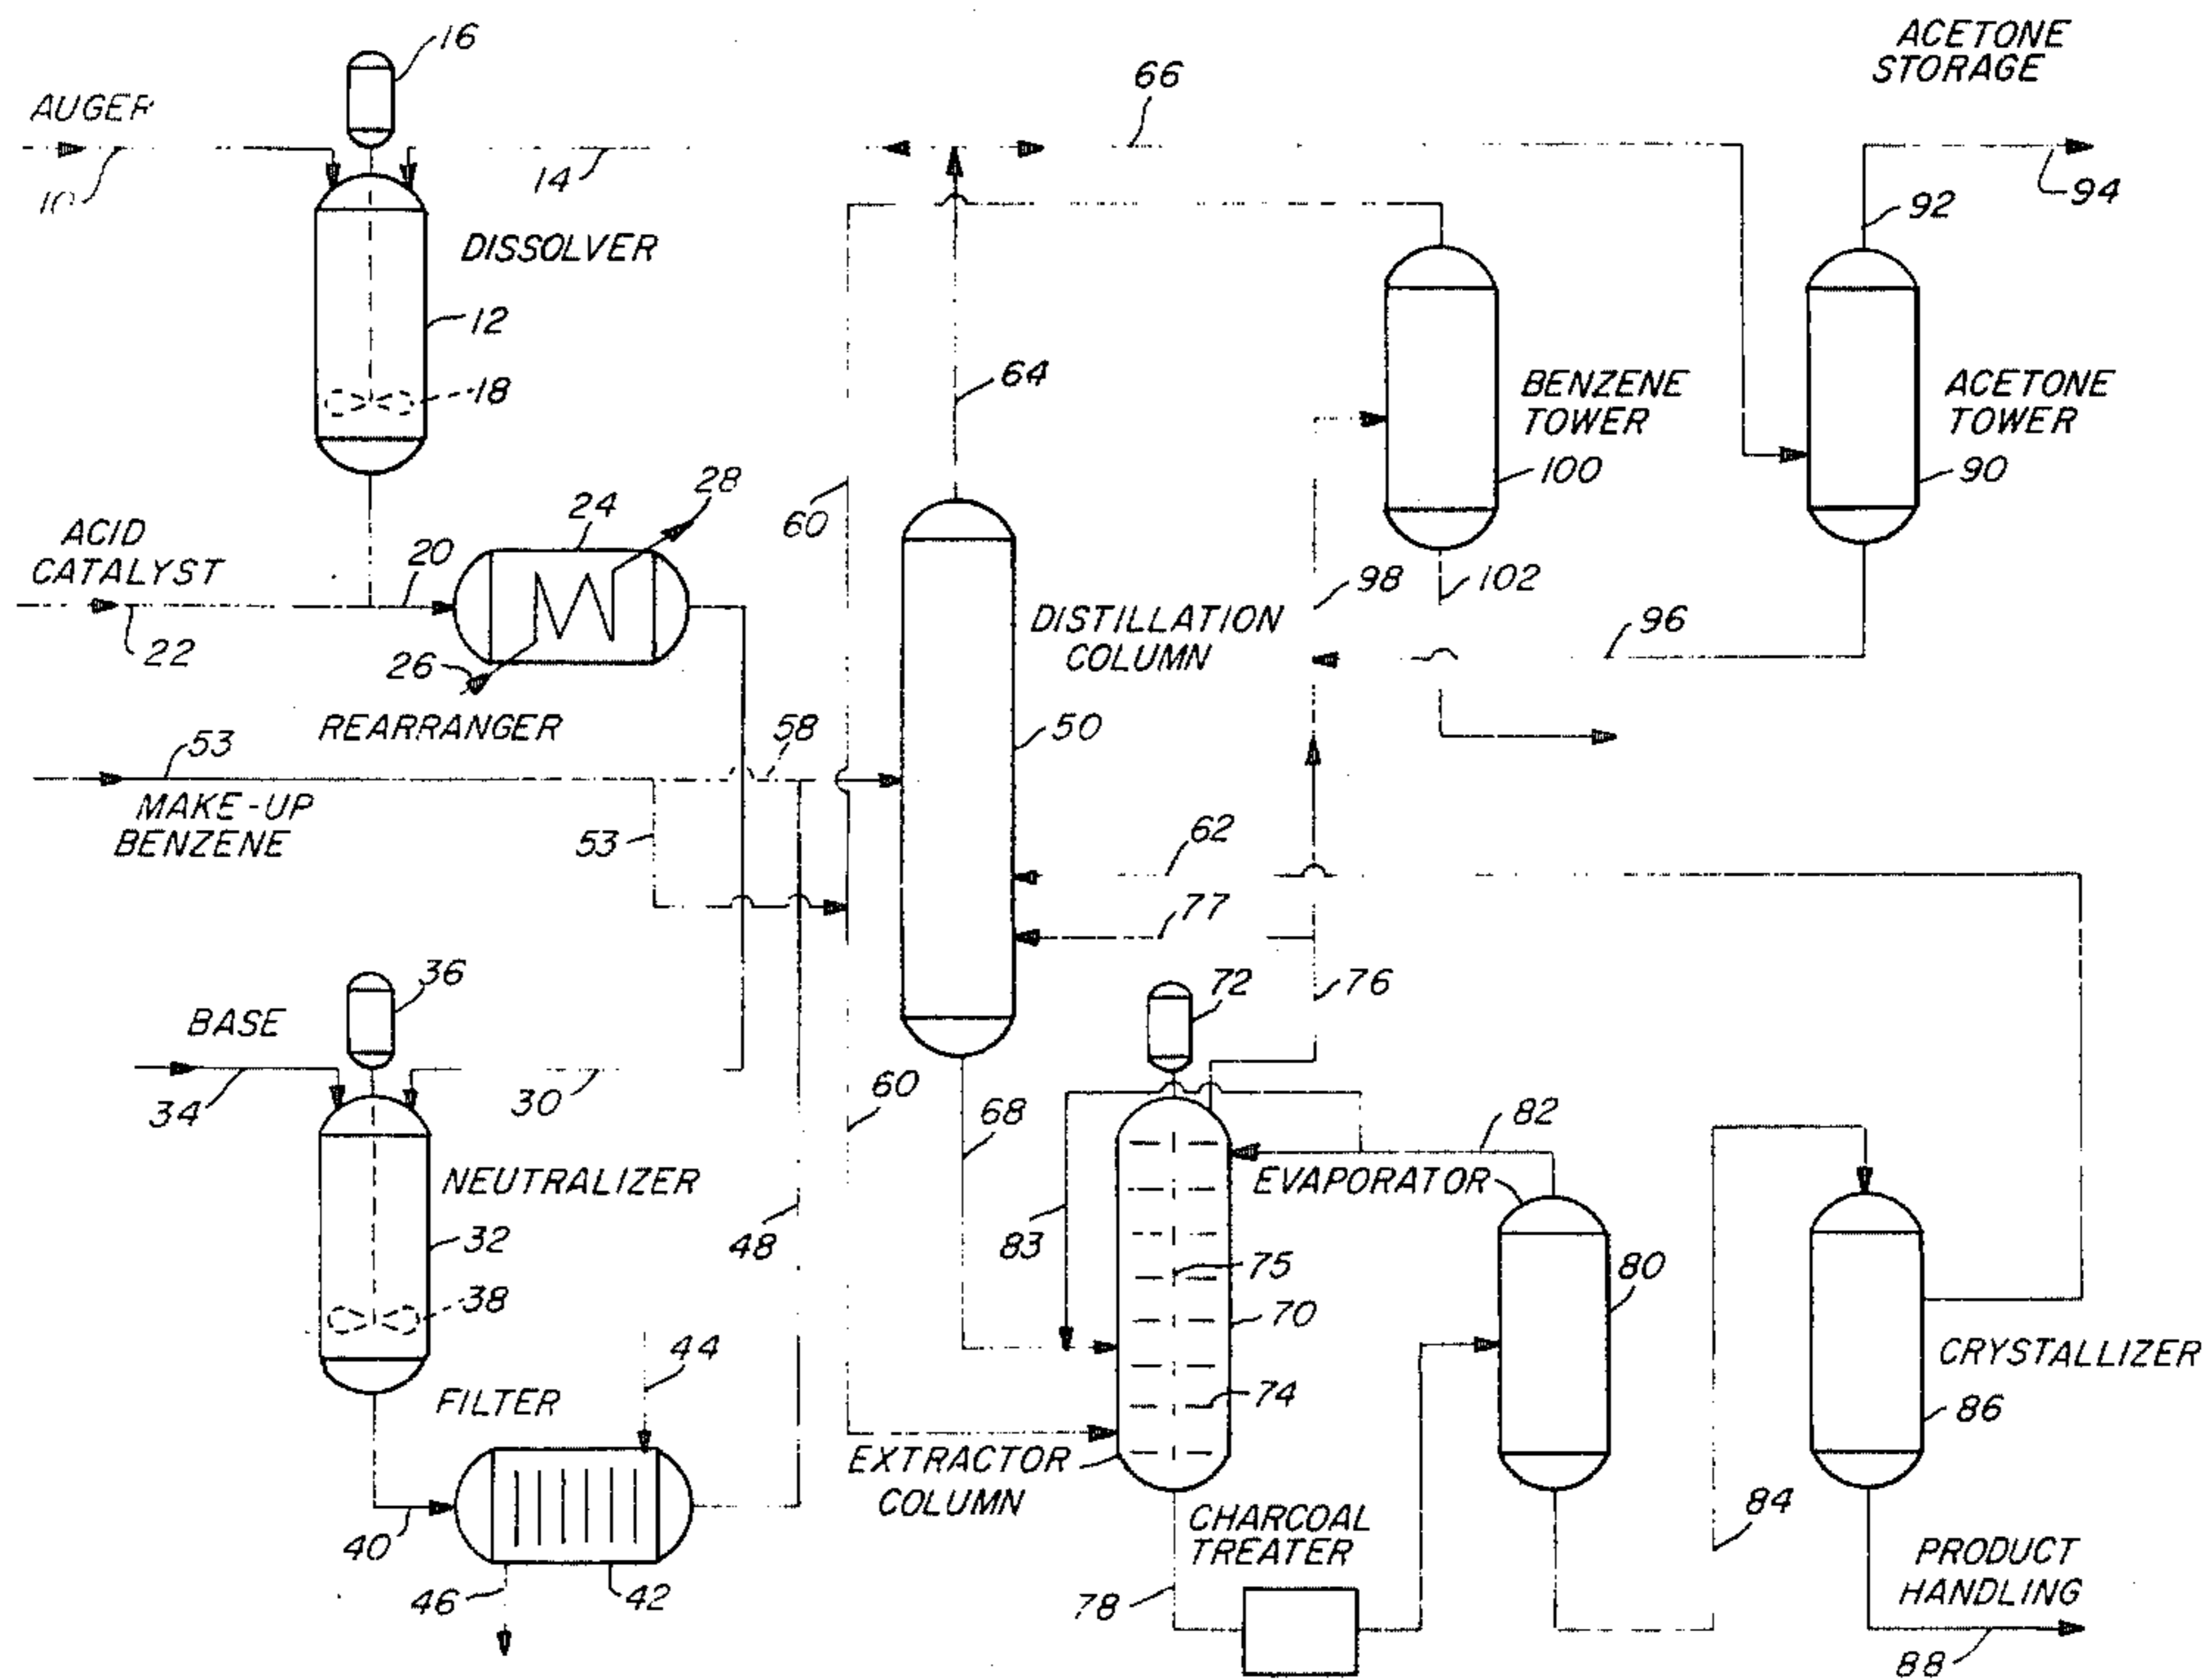 16
ACETONE
STORAGE
AUGER
66
10
14
94
92
DISSOLVER
12
64
18
BENZENE
TOWER
ACETONE
TOWER
100
90
28
24
60
ACID
CATALYST
20
98
102
96
22
26
DISTILLATION
COLUMN
REARRANGER
58
50
53
MAKE-UP
BENZENE
53
62
77
36
72
76
BASE
34
30
60
68
82
NEUTRALIZER
EVAPORATOR
32
48
83
75
80
38
70
44
CRYSTALLIZER
FILTER
74
86
EXTRACTOR
COLUMN
CHARCOAL
TREATER
84
40
PRODUCT
HANDLING
46
42
78
88